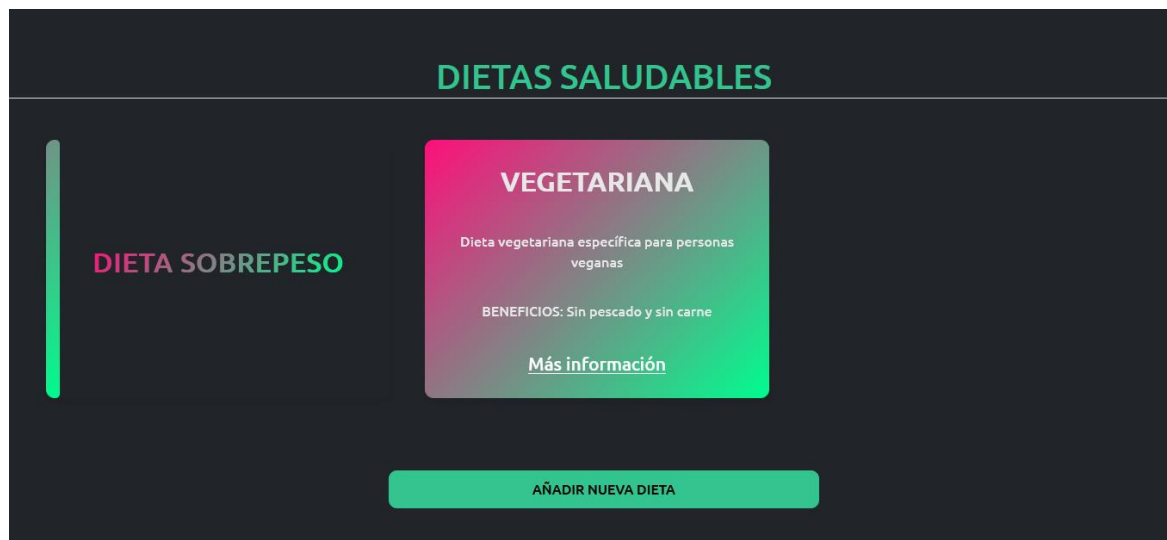 DIETAS SALUDABLES
DIETA SOBREPESO
VEGETARIANA
Dieta vegetariana específica para personas
veganas
BENEFICIOS: Sin pescado y sin carne
Más información
AÑADIR NUEVA DIETA